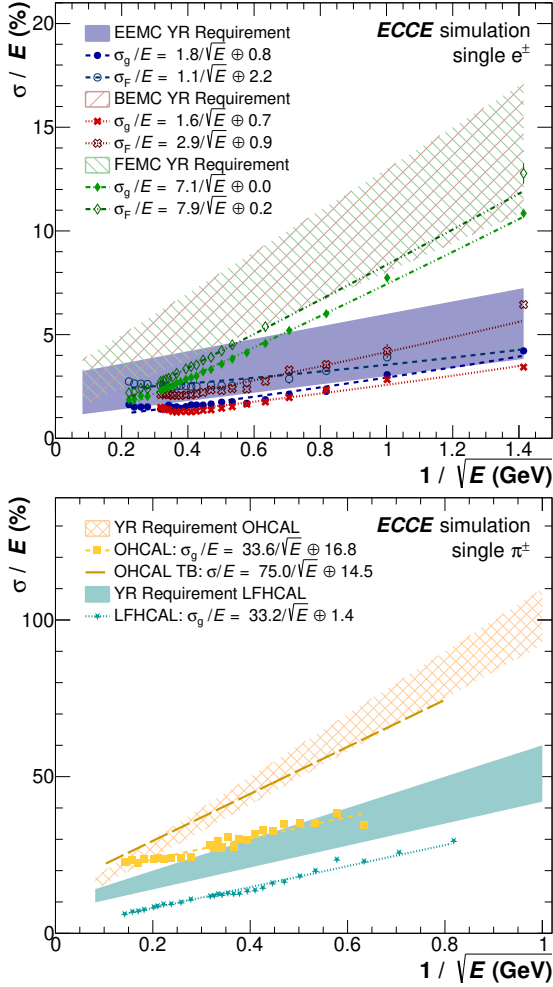 ECCE simulation
single e±
EEMC YR Requirement
σg/E = 1.8/√E ⊕ 0.8
σF/E = 1.1/√E ⊕ 2.2
BEMC YR Requirement
σg/E = 1.6/√E ⊕ 0.7
σF/E = 2.9/√E ⊕ 0.9
FEMC YR Requirement
σg/E = 7.1/√E ⊕ 0.0
σF/E = 7.9/√E ⊕ 0.2
σ / E (%)
20
15
10
5
0
0 0.2 0.4 0.6 0.8 1 1.2 1.4
1 / √E (GeV)
ECCE simulation
single π±
YR Requirement OHCAL
OHCAL: σg/E = 33.6/√E ⊕ 16.8
OHCAL TB: σ/E = 75.0/√E ⊕ 14.5
YR Requirement LFHCAL
LFHCAL: σg/E = 33.2/√E ⊕ 1.4
σ / E (%)
100
50
0
0 0.2 0.4 0.6 0.8 1
1 / √E (GeV)